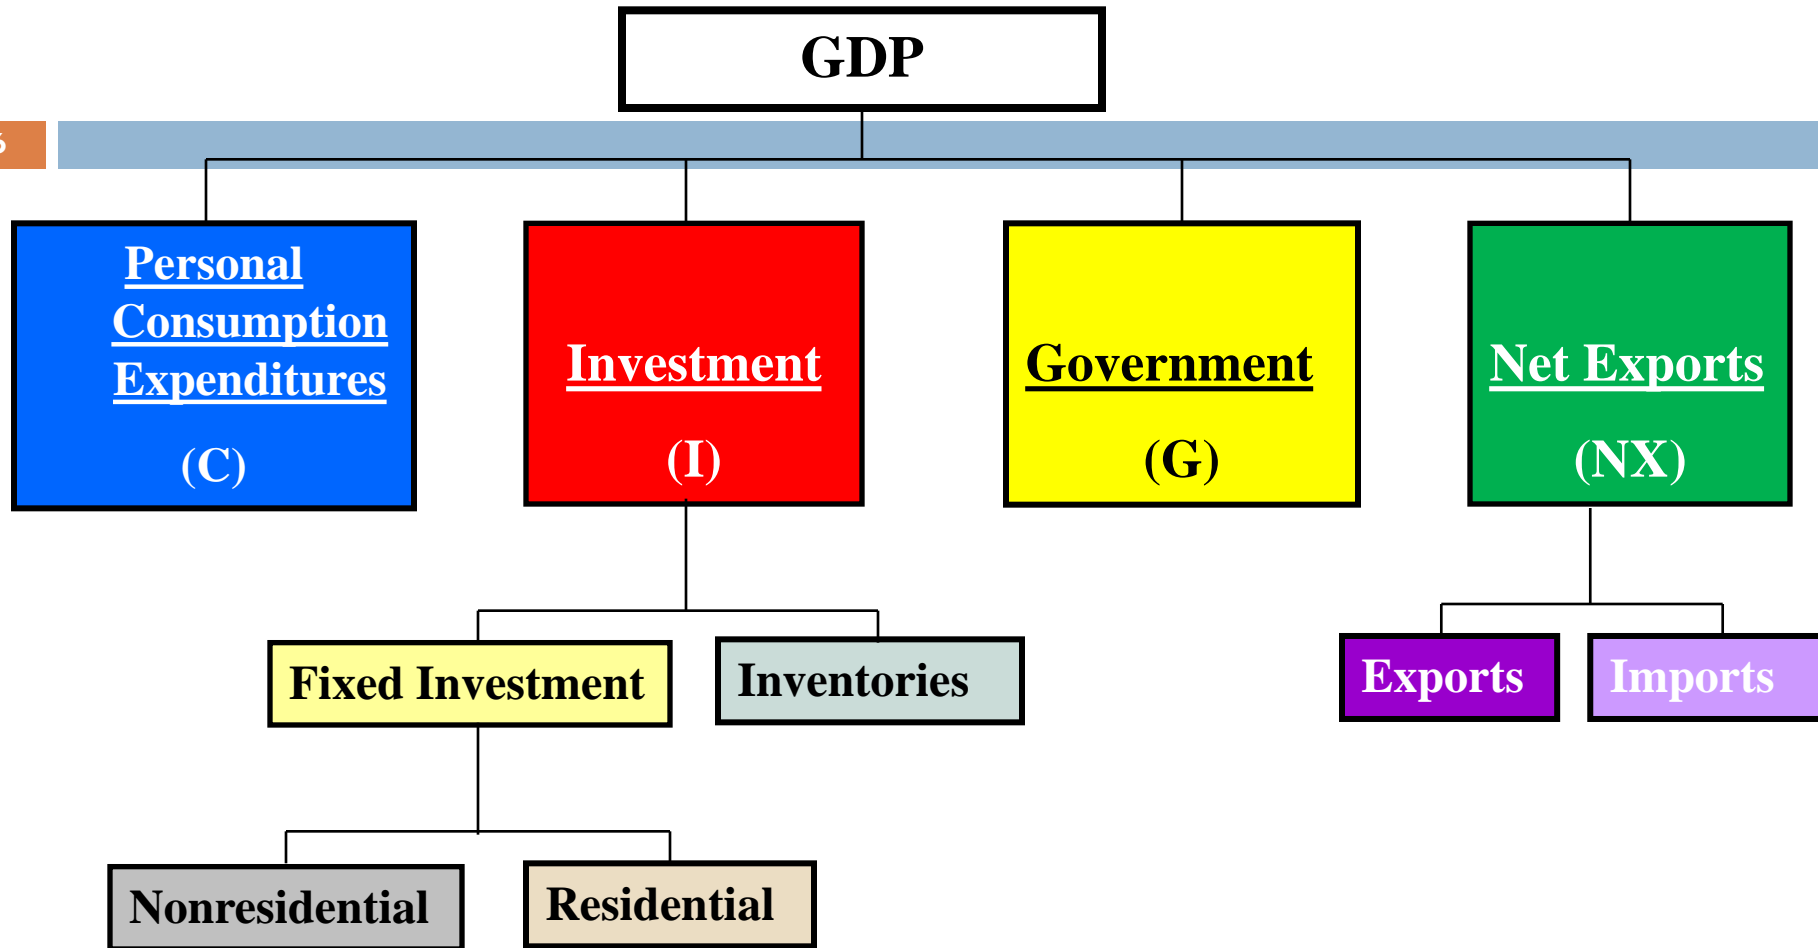 GDP
Personal
Consumption
Expenditures
(C)
Investment
(I)
Government
(G)
Net Exports
(NX)
Fixed Investment
Inventories
Exports
Imports
Nonresidential
Residential